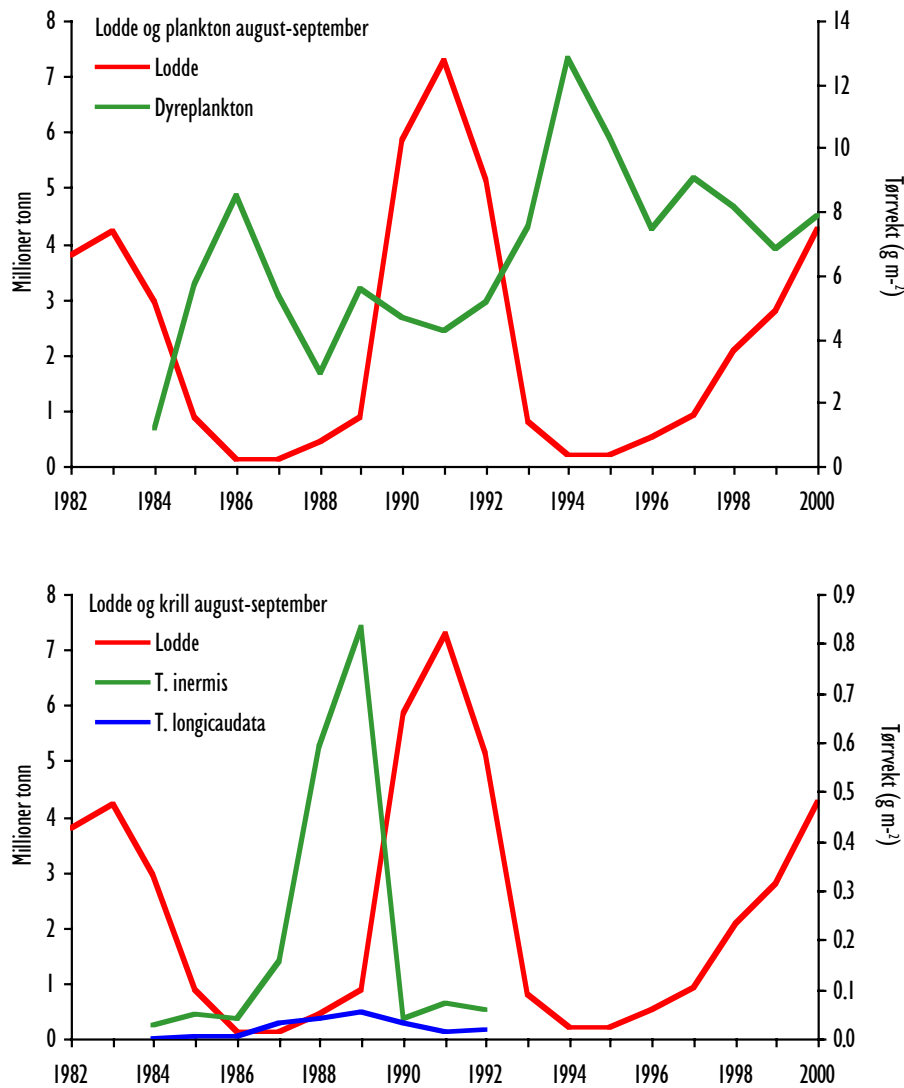 Lodde og plankton august-september
Lodde
Dyreplankton
Millioner tonn
Tørrvekt (g m-²)
8
7
6
5
4
3
2
1
0
14
12
10
8
6
4
2
0
1982 1984 1986 1988 1990 1992 1994 1996 1998 2000
Lodde og krill august-september
Lodde
T. inermis
T. longicaudata
Millioner tonn
Tørrvekt (g m-²)
8
7
6
5
4
3
2
1
0
0.9
0.8
0.7
0.6
0.5
0.4
0.3
0.2
0.1
0.0
1982 1984 1986 1988 1990 1992 1994 1996 1998 2000